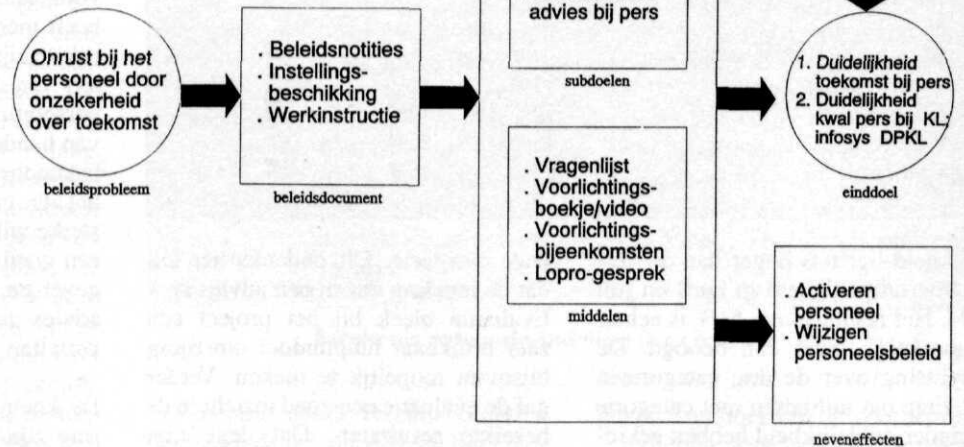 advies bij pers
subdoelen
Onrust bij het
personeel door
onzekerheid
over toekomst
beleidsprobleem
. Beleidsnotities
. Instellings-
beschikking
. Werkinstructie
beleidsdocument
. Vragenlijst
. Voorlichtings-
boekje/video
. Voorlichtings-
bijeenkomsten
. Lopro-gesprek
middelen
1. Duidelijkheid
toekomst bij pers
2. Duidelijkheid
kwal pers bij KL:
infosys DPKL
einddoel
. Activeren
personeel
. Wijzigen
personeelsbeleid
neveneffecten